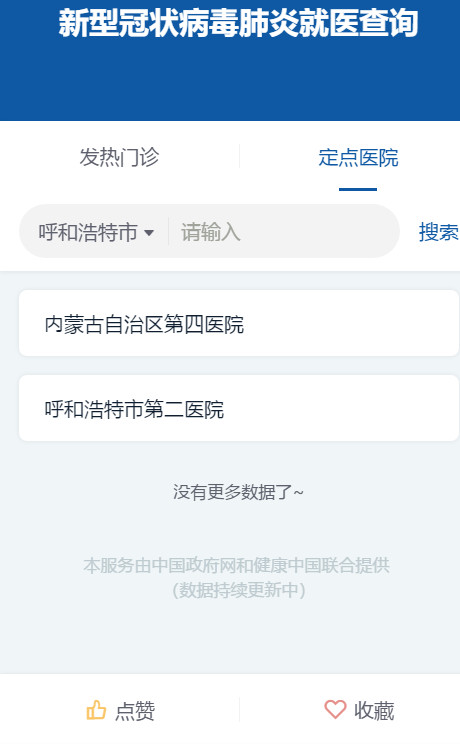 新型冠状病毒肺炎就医查询
发热门诊
定点医院
呼和浩特市
请输入
搜索
内蒙古自治区第四医院
呼和浩特市第二医院
没有更多数据了~
本服务由中国政府网和健康中国联合提供
(数据持续更新中)
点赞
收藏